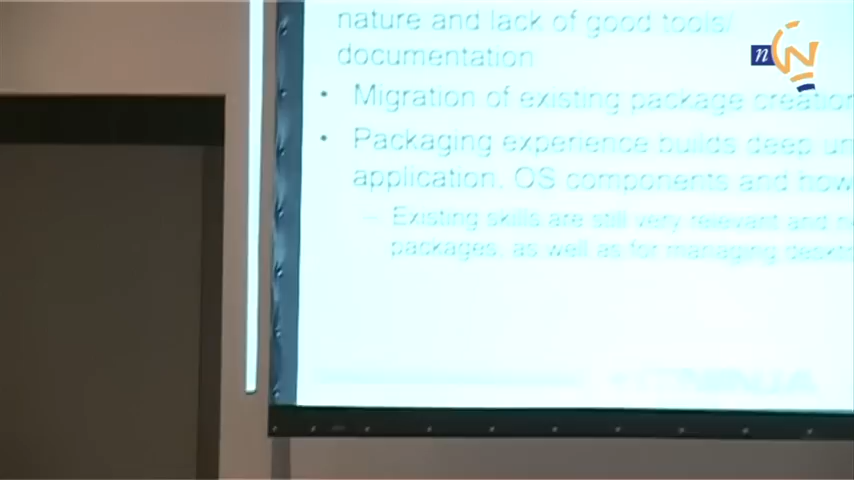 nature and lack of good tools/
documentation
• Migration of existing package creation
• Packaging experience builds deep un
application, OS components and how
– Existing skills are still very relevant and
packages, as well as for managing deskto
n